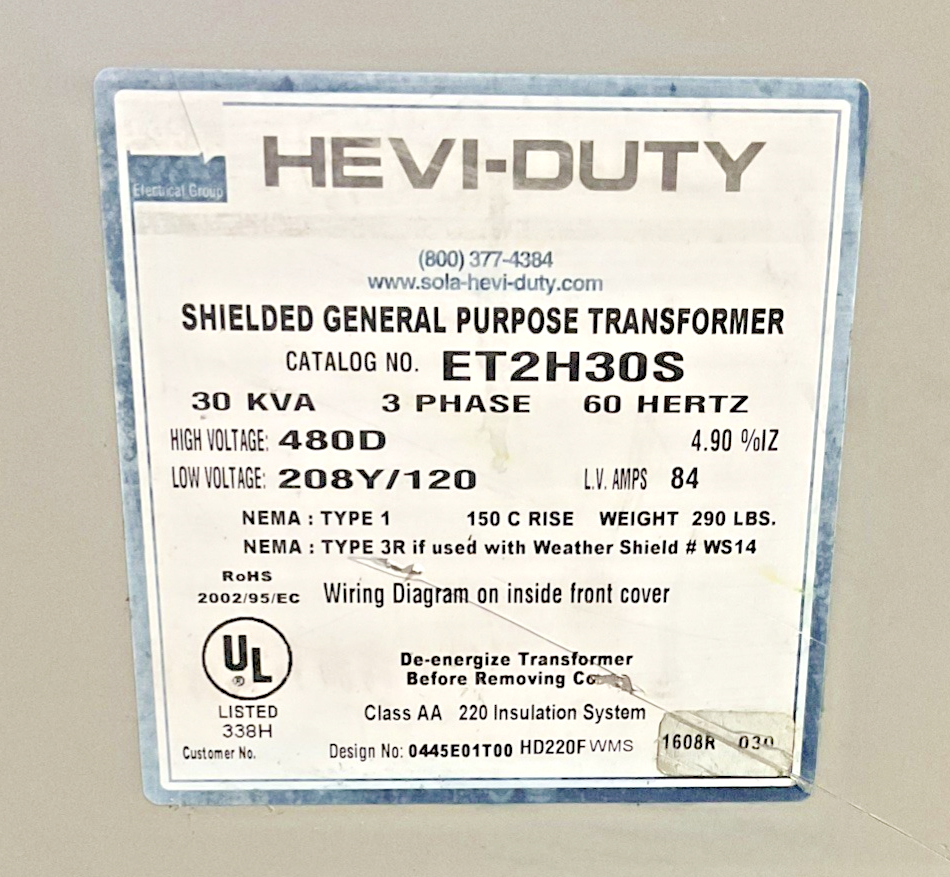 HEVI-DUTY
Electrical Group
(800) 377-4384
www.sola-hevi-duty.com
SHIELDED GENERAL PURPOSE TRANSFORMER
CATALOG NO. ET2H30S
30 KVA 3 PHASE 60 HERTZ
HIGH VOLTAGE: 480D 4.90 %IZ
LOW VOLTAGE: 208Y/120 L.V. AMPS 84
NEMA : TYPE 1 150 C RISE WEIGHT 290 LBS.
NEMA : TYPE 3R if used with Weather Shield # WS14
RoHS
2002/95/EC Wiring Diagram on inside front cover
UL
®
De-energize Transformer
Before Removing
LISTED
338H
Class AA 220 Insulation System
Customer No. Design No: 0445E01T00 HD220F WMS 1608R 030